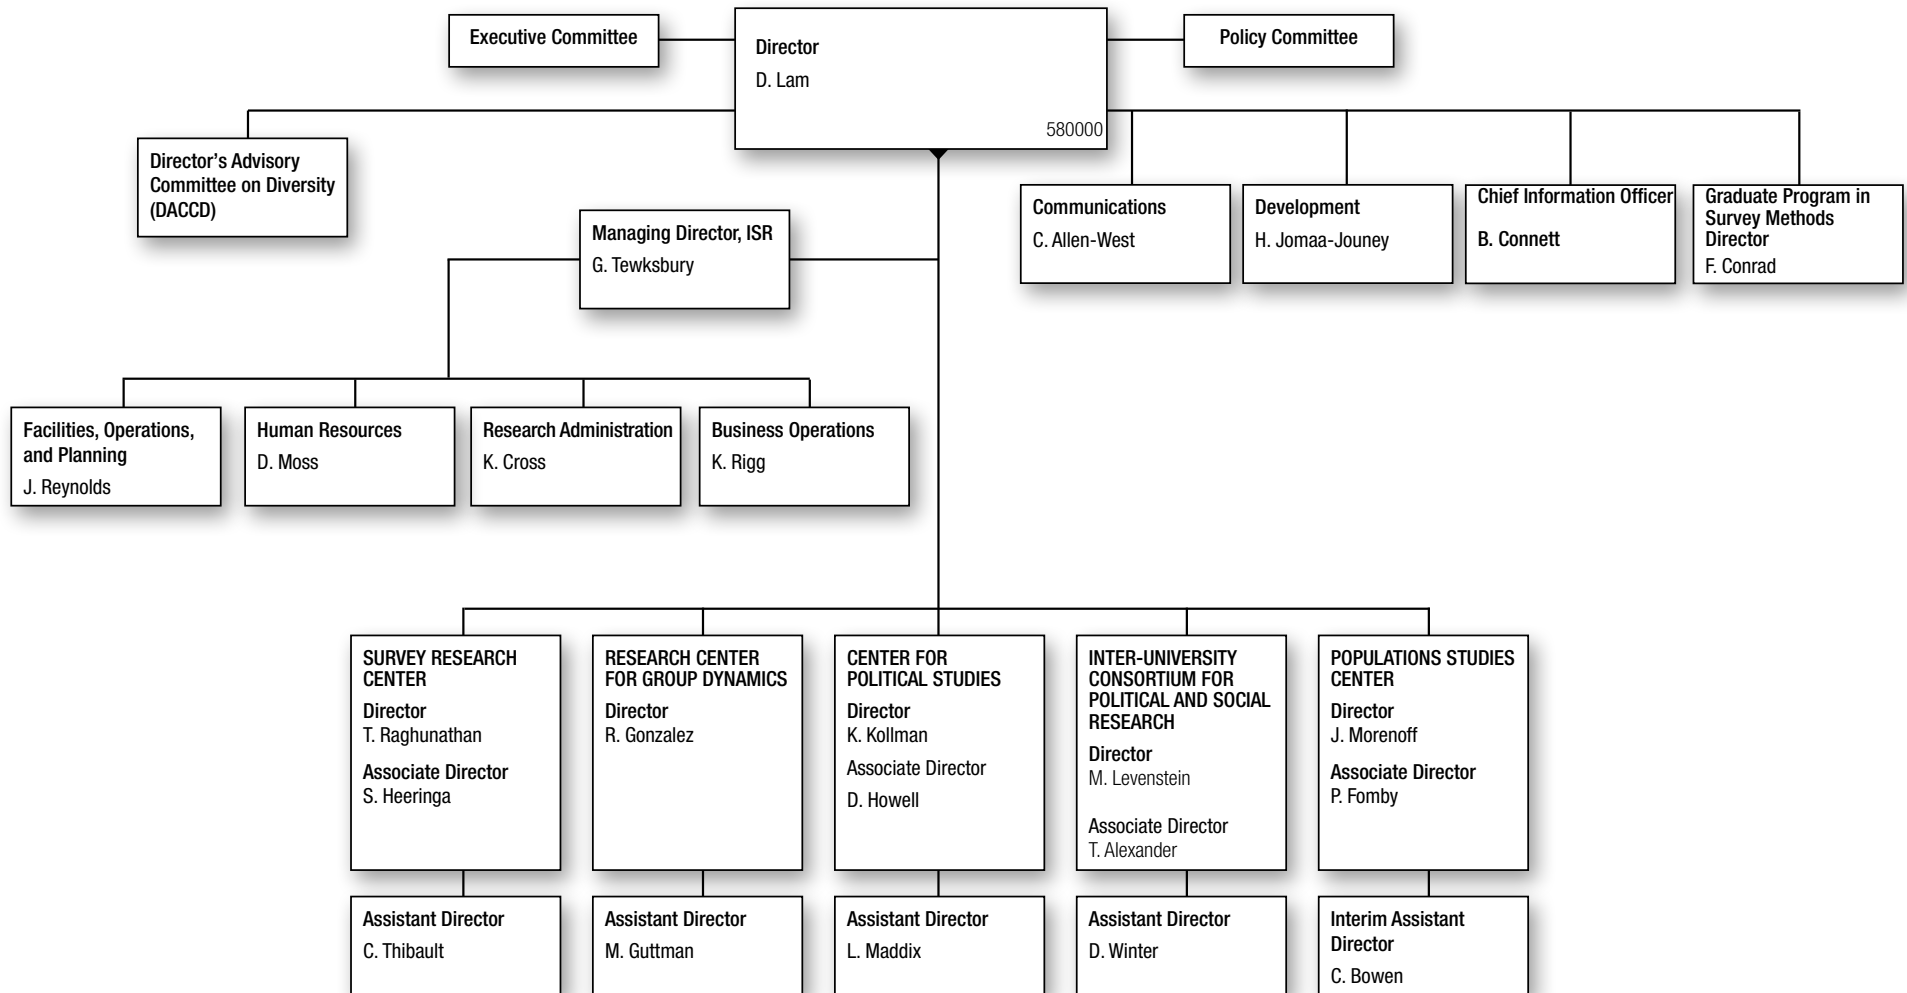 Executive Committee
Director
D. Lam
580000
Policy Committee
Director’s Advisory
Committee on Diversity
(DACCD)
Managing Director, ISR
G. Tewksbury
Communications
C. Allen-West
Development
H. Jomaa-Jouney
Chief Information Officer
B. Connett
Graduate Program in
Survey Methods
Director
F. Conrad
Facilities, Operations,
and Planning
J. Reynolds
Human Resources
D. Moss
Research Administration
K. Cross
Business Operations
K. Rigg
SURVEY RESEARCH
CENTER
Director
T. Raghunathan
Associate Director
S. Heeringa
RESEARCH CENTER
FOR GROUP DYNAMICS
Director
R. Gonzalez
CENTER FOR
POLITICAL STUDIES
Director
K. Kollman
Associate Director
D. Howell
INTER-UNIVERSITY
CONSORTIUM FOR
POLITICAL AND SOCIAL
RESEARCH
Director
M. Levenstein
Associate Director
T. Alexander
POPULATIONS STUDIES
CENTER
Director
J. Morenoff
Associate Director
P. Fomby
Assistant Director
C. Thibault
Assistant Director
M. Guttman
Assistant Director
L. Maddix
Assistant Director
D. Winter
Interim Assistant
Director
C. Bowen